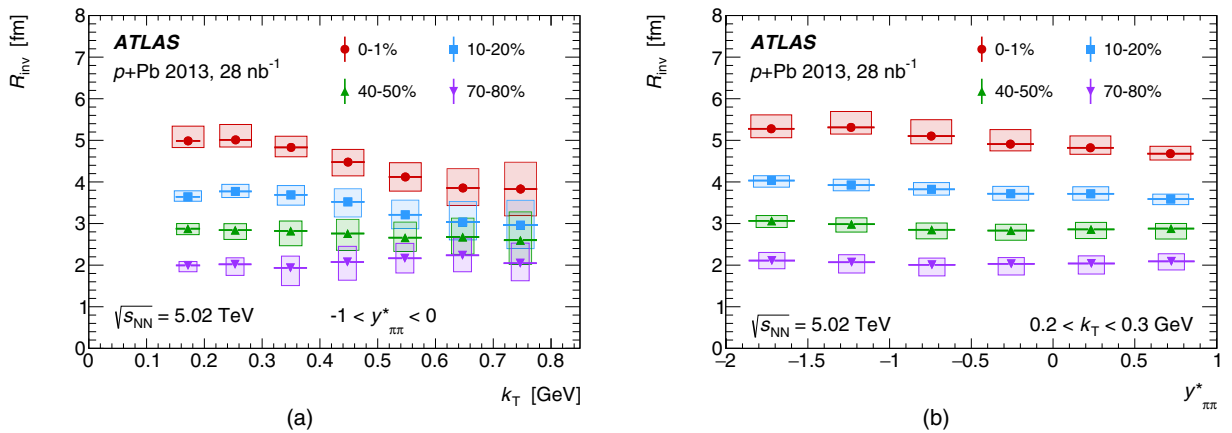 R_inv [fm]
8
7
6
5
4
3
2
1
0
ATLAS
p+Pb 2013, 28 nb⁻¹
0-1%
10-20%
40-50%
70-80%
√s_NN = 5.02 TeV
-1 < y*_ππ < 0
0 0.1 0.2 0.3 0.4 0.5 0.6 0.7 0.8
k_T [GeV]
(a)
R_inv [fm]
8
7
6
5
4
3
2
1
0
ATLAS
p+Pb 2013, 28 nb⁻¹
0-1%
10-20%
40-50%
70-80%
√s_NN = 5.02 TeV
0.2 < k_T < 0.3 GeV
−2 −1.5 −1 −0.5 0 0.5 1
y*_ππ
(b)